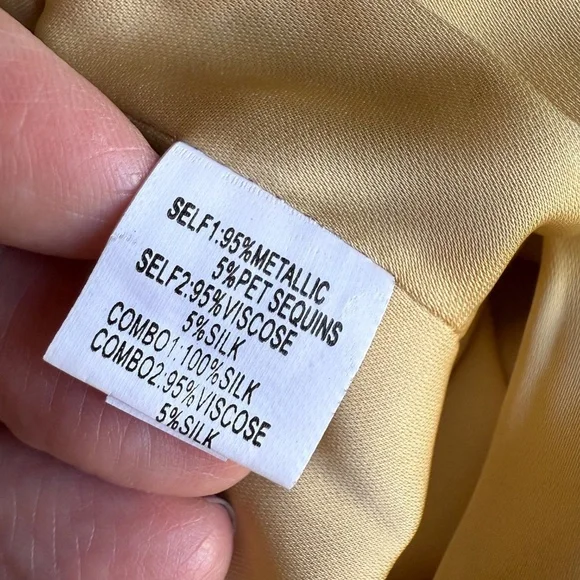 SELF1:95%METALLIC
5%PET SEQUINS
SELF2:95%VISCOSE
5%SILK
COMBO1:100%SILK
COMBO2:95%VISCOSE
5%SILK